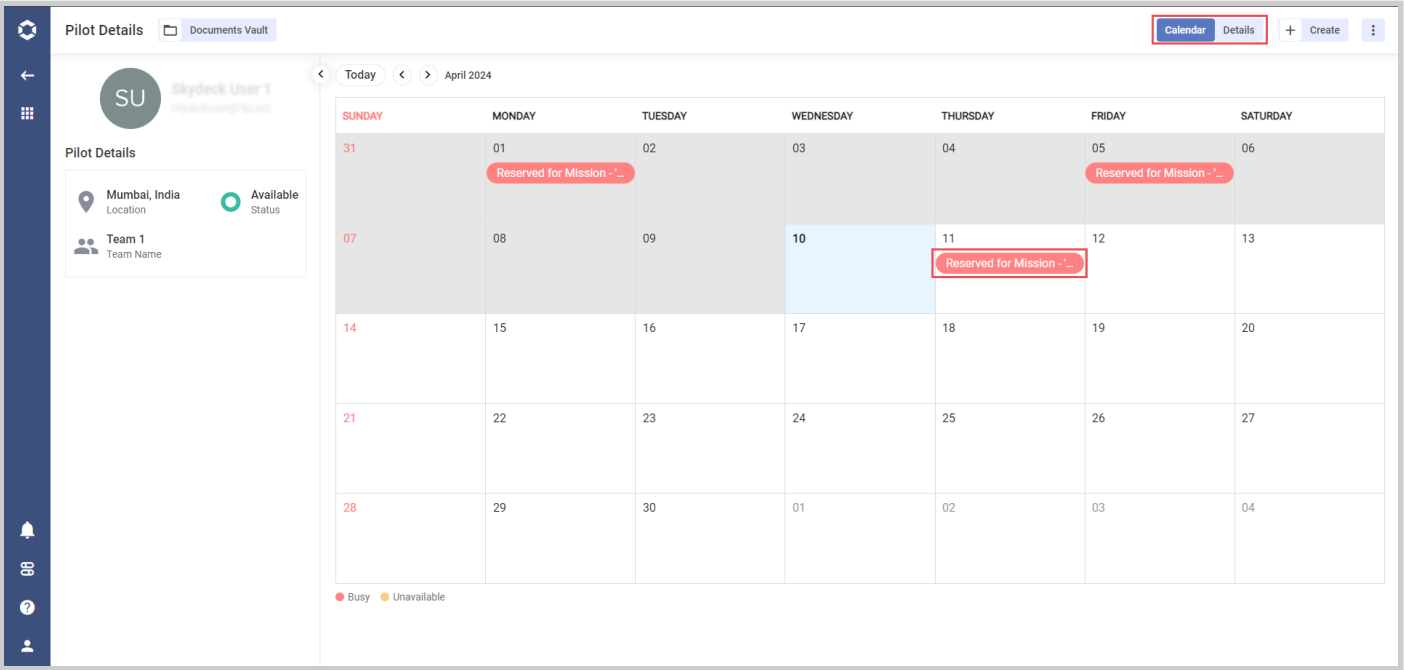 Pilot Details Documents Vault Calendar Details + Create
SU Skydeck User 1
Today April 2024
SUNDAY MONDAY TUESDAY WEDNESDAY THURSDAY FRIDAY SATURDAY
31 01 02 03 04 05 06
Reserved for Mission - '... Reserved for Mission - '...
Pilot Details
Mumbai, India Available
Location Status
Team 1
Team Name
07 08 09 10 11 12 13
Reserved for Mission - '...
14 15 16 17 18 19 20
21 22 23 24 25 26 27
28 29 30 01 02 03 04
Busy Unavailable